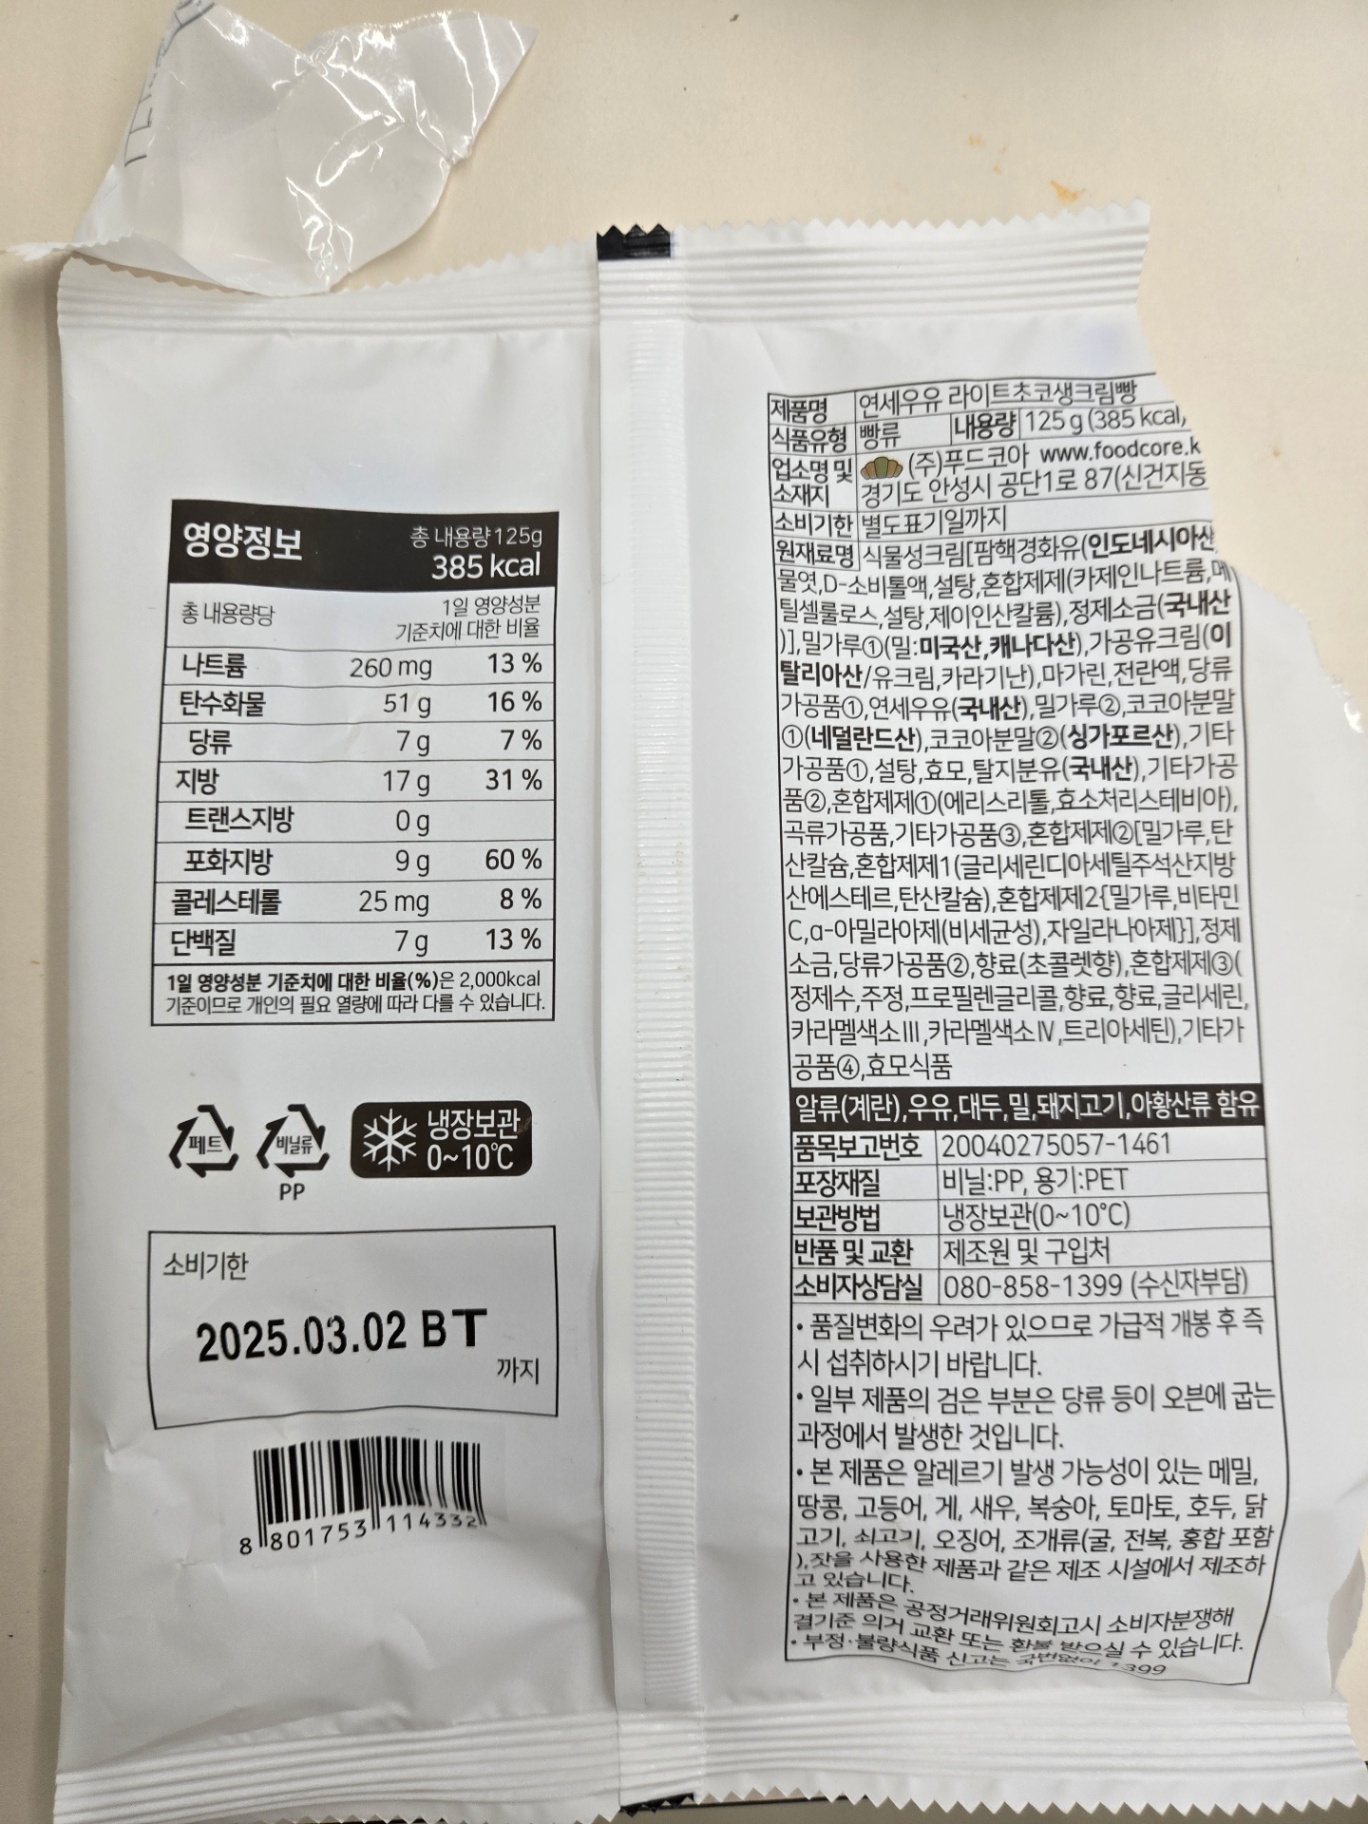 영양정보
총 내용량 125g
385 kcal
총 내용량당
1일 영양성분
기준치에 대한 비율
나트륨 260 mg 13 %
탄수화물 51 g 16 %
당류 7 g 7 %
지방 17 g 31 %
트랜스지방 0 g
포화지방 9 g 60 %
콜레스테롤 25 mg 8 %
단백질 7 g 13 %
1일 영양성분 기준치에 대한 비율(%)은 2,000kcal
기준이므로 개인의 필요 열량에 따라 다를 수 있습니다.
페트
비닐류
PP
냉장보관
0~10℃
소비기한
2025.03.02 BT
까지
8 801753 114332
제품명 연세우유 라이트초코생크림빵
식품유형 빵류 내용량 125 g (385 kcal,
업소명 및 (주)푸드코아 www.foodcore.k
소재지 경기도 안성시 공단1로 87(신건지동
소비기한 별도표기일까지
원재료명 식물성크림[팜핵경화유(인도네시아산
물엿,D-소비톨액,설탕,혼합제제(카제인나트륨,메
틸셀룰로스,설탕,제이인산칼륨),정제소금(국내산
)],밀가루①(밀:미국산,캐나다산),가공유크림(이
탈리아산/유크림,카라기난),마가린,전란액,당류
가공품①,연세우유(국내산),밀가루②,코코아분말
①(네덜란드산),코코아분말②(싱가포르산),기타
가공품①,설탕,효모,탈지분유(국내산),기타가공
품②,혼합제제①(에리스리톨,효소처리스테비아),
곡류가공품,기타가공품③,혼합제제②[밀가루,탄
산칼슘,혼합제제1(글리세린디아세틸주석산지방
산에스테르,탄산칼슘),혼합제제2{밀가루,비타민
C,α-아밀라아제(비세균성),자일라나아제}],정제
소금,당류가공품②,향료(초콜렛향),혼합제제③(
정제수,주정,프로필렌글리콜,향료,향료,글리세린,
카라멜색소Ⅲ,카라멜색소Ⅳ,트리아세틴),기타가
공품④,효모식품
알류(계란),우유,대두,밀,돼지고기,아황산류 함유
품목보고번호 20040275057-1461
포장재질 비닐:PP, 용기:PET
보관방법 냉장보관(0~10℃)
반품 및 교환 제조원 및 구입처
소비자상담실 080-858-1399 (수신자부담)
• 품질변화의 우려가 있으므로 가급적 개봉 후 즉
시 섭취하시기 바랍니다.
• 일부 제품의 검은 부분은 당류 등이 오븐에 굽는
과정에서 발생한 것입니다.
• 본 제품은 알레르기 발생 가능성이 있는 메밀,
땅콩, 고등어, 게, 새우, 복숭아, 토마토, 호두, 닭
고기, 쇠고기, 오징어, 조개류(굴, 전복, 홍합 포함
),잣을 사용한 제품과 같은 제조 시설에서 제조하
고 있습니다.
• 본 제품은 공정거래위원회고시 소비자분쟁해
결기준 의거 교환 또는 환불 받으실 수 있습니다.
• 부정·불량식품 신고는 국번없이 1399